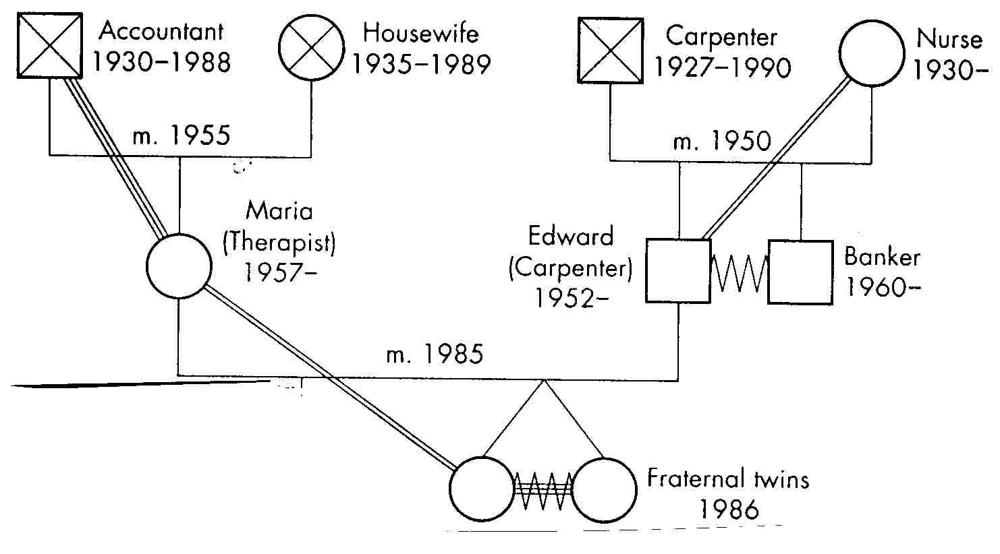 Accountant
1930–1988
Housewife
1935–1989
Carpenter
1927–1990
Nurse
1930–
m. 1955
m. 1950
Maria
(Therapist)
1957–
Edward
(Carpenter)
1952–
Banker
1960–
m. 1985
Fraternal twins
1986